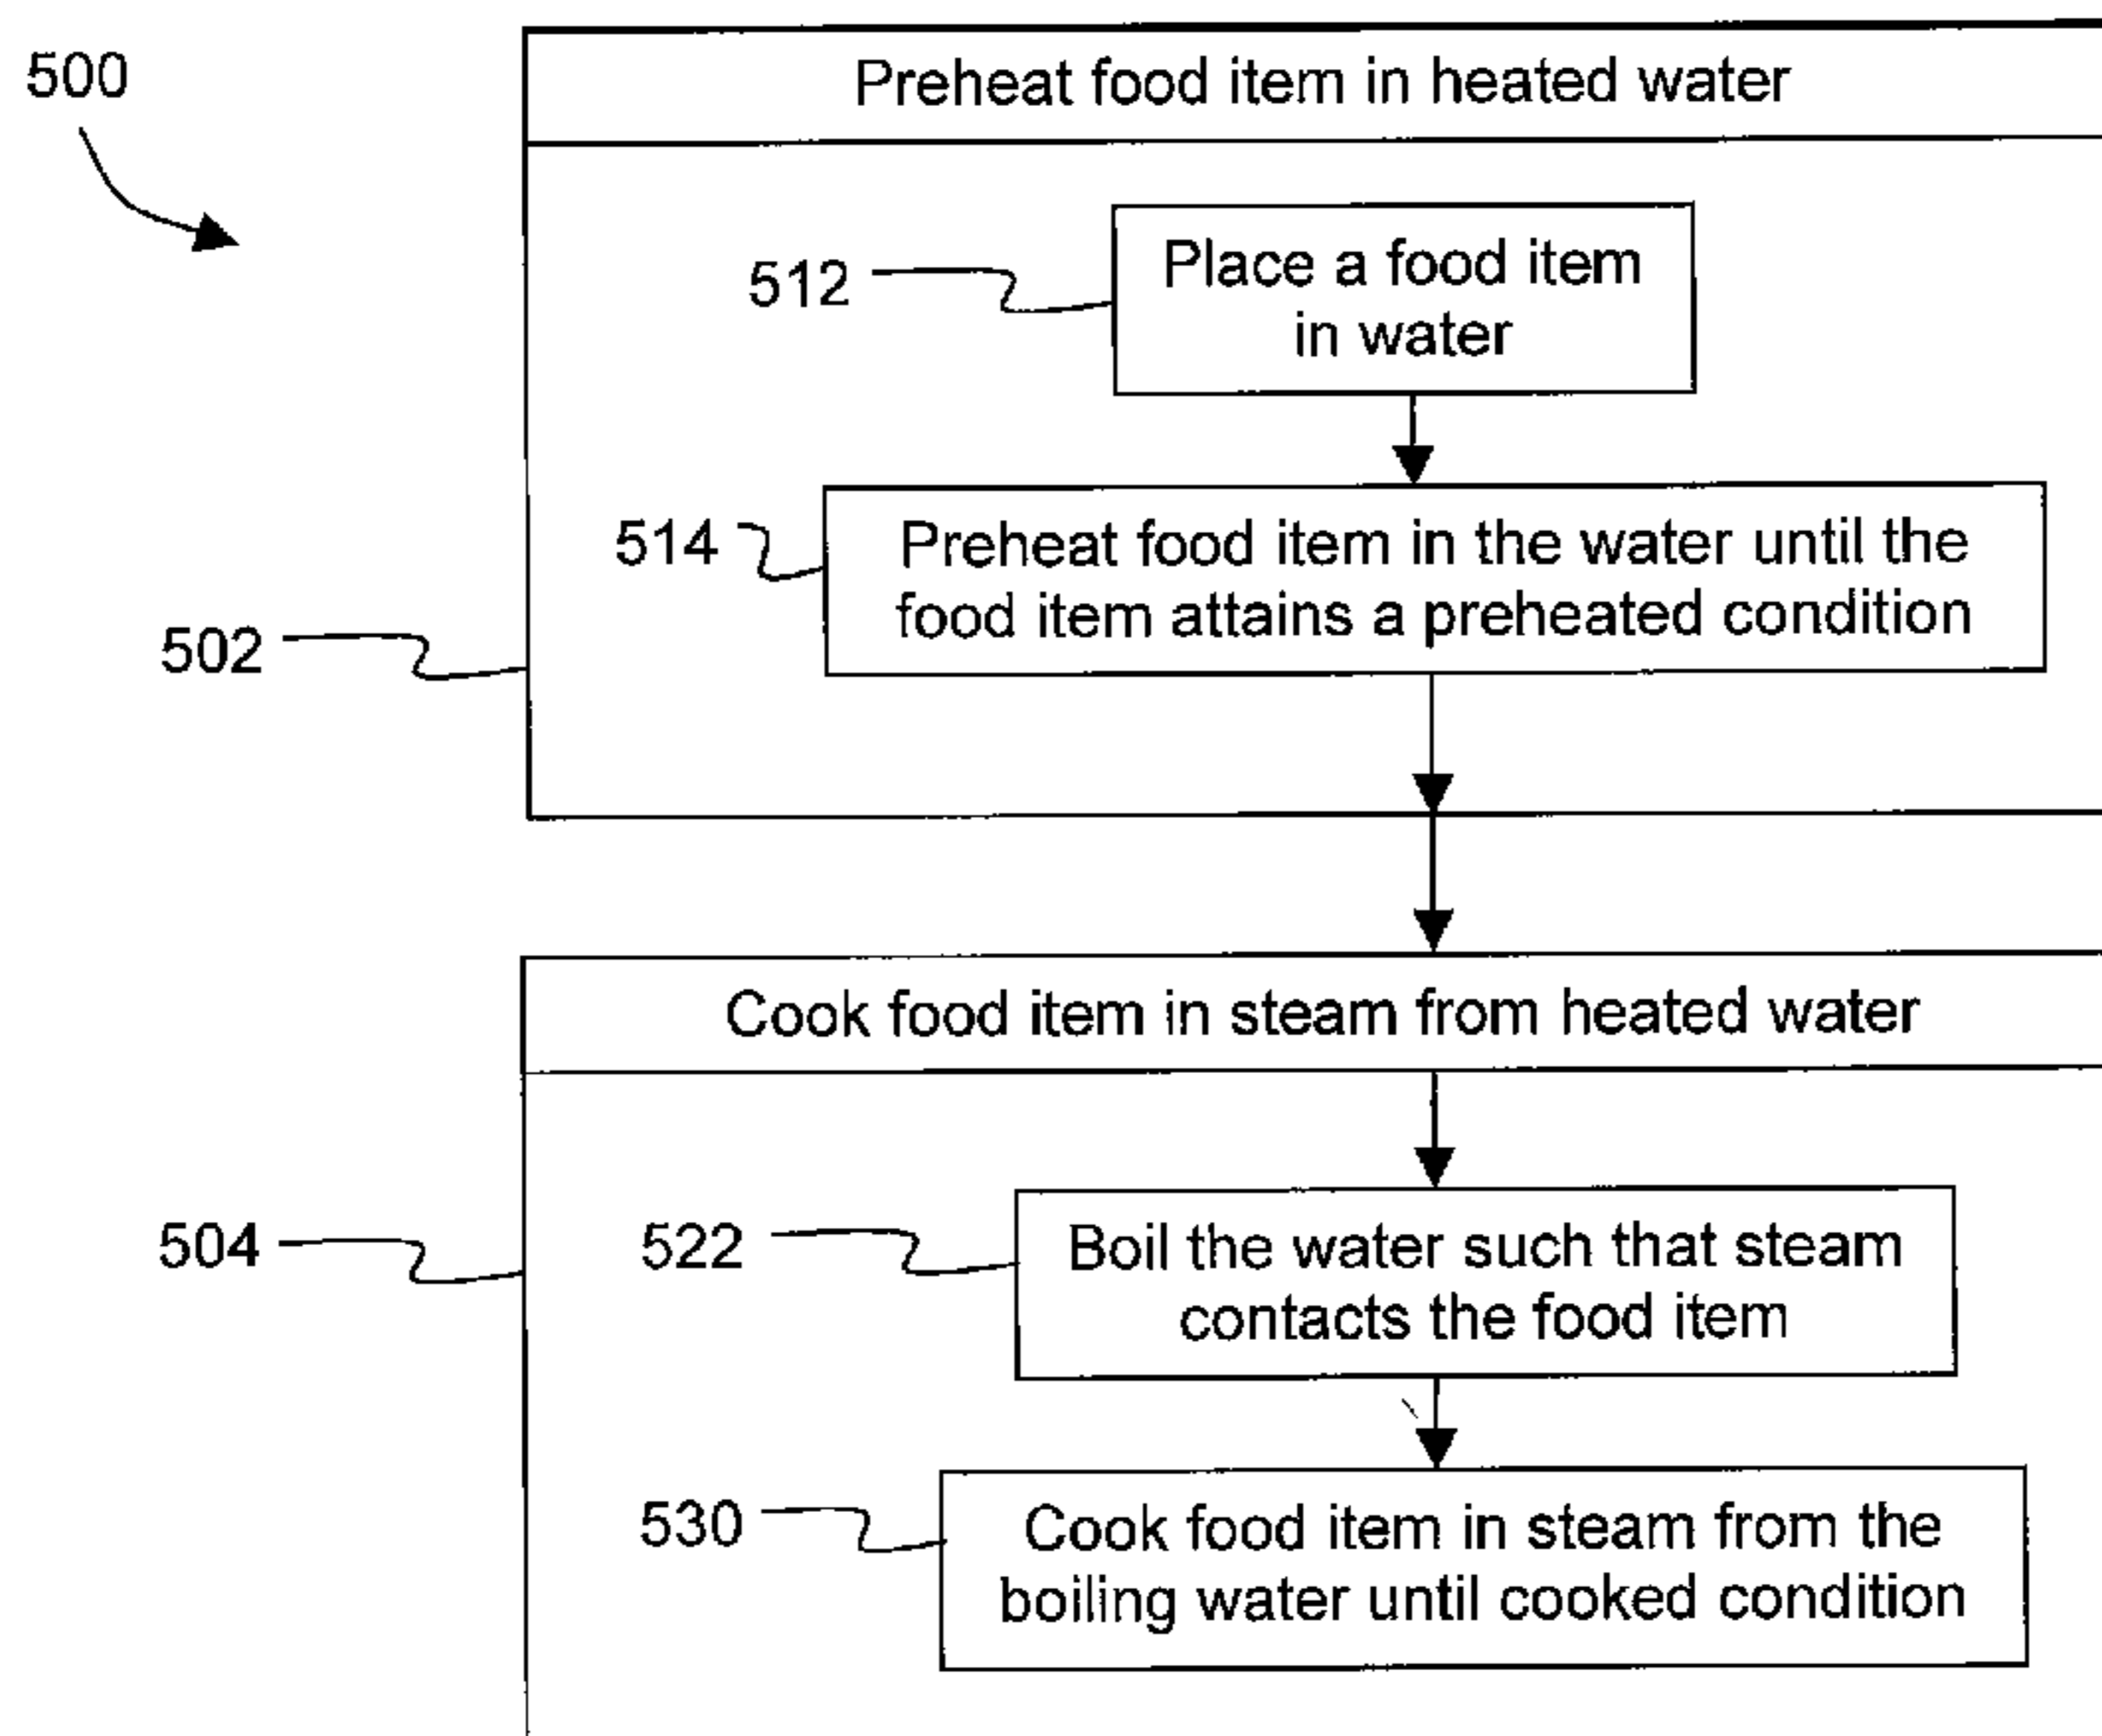 500
Preheat food item in heated water
512
Place a food item
in water
514
Preheat food item in the water until the
food item attains a preheated condition
502
Cook food item in steam from heated water
504
522
Boil the water such that steam
contacts the food item
530
Cook food item in steam from the
boiling water until cooked condition